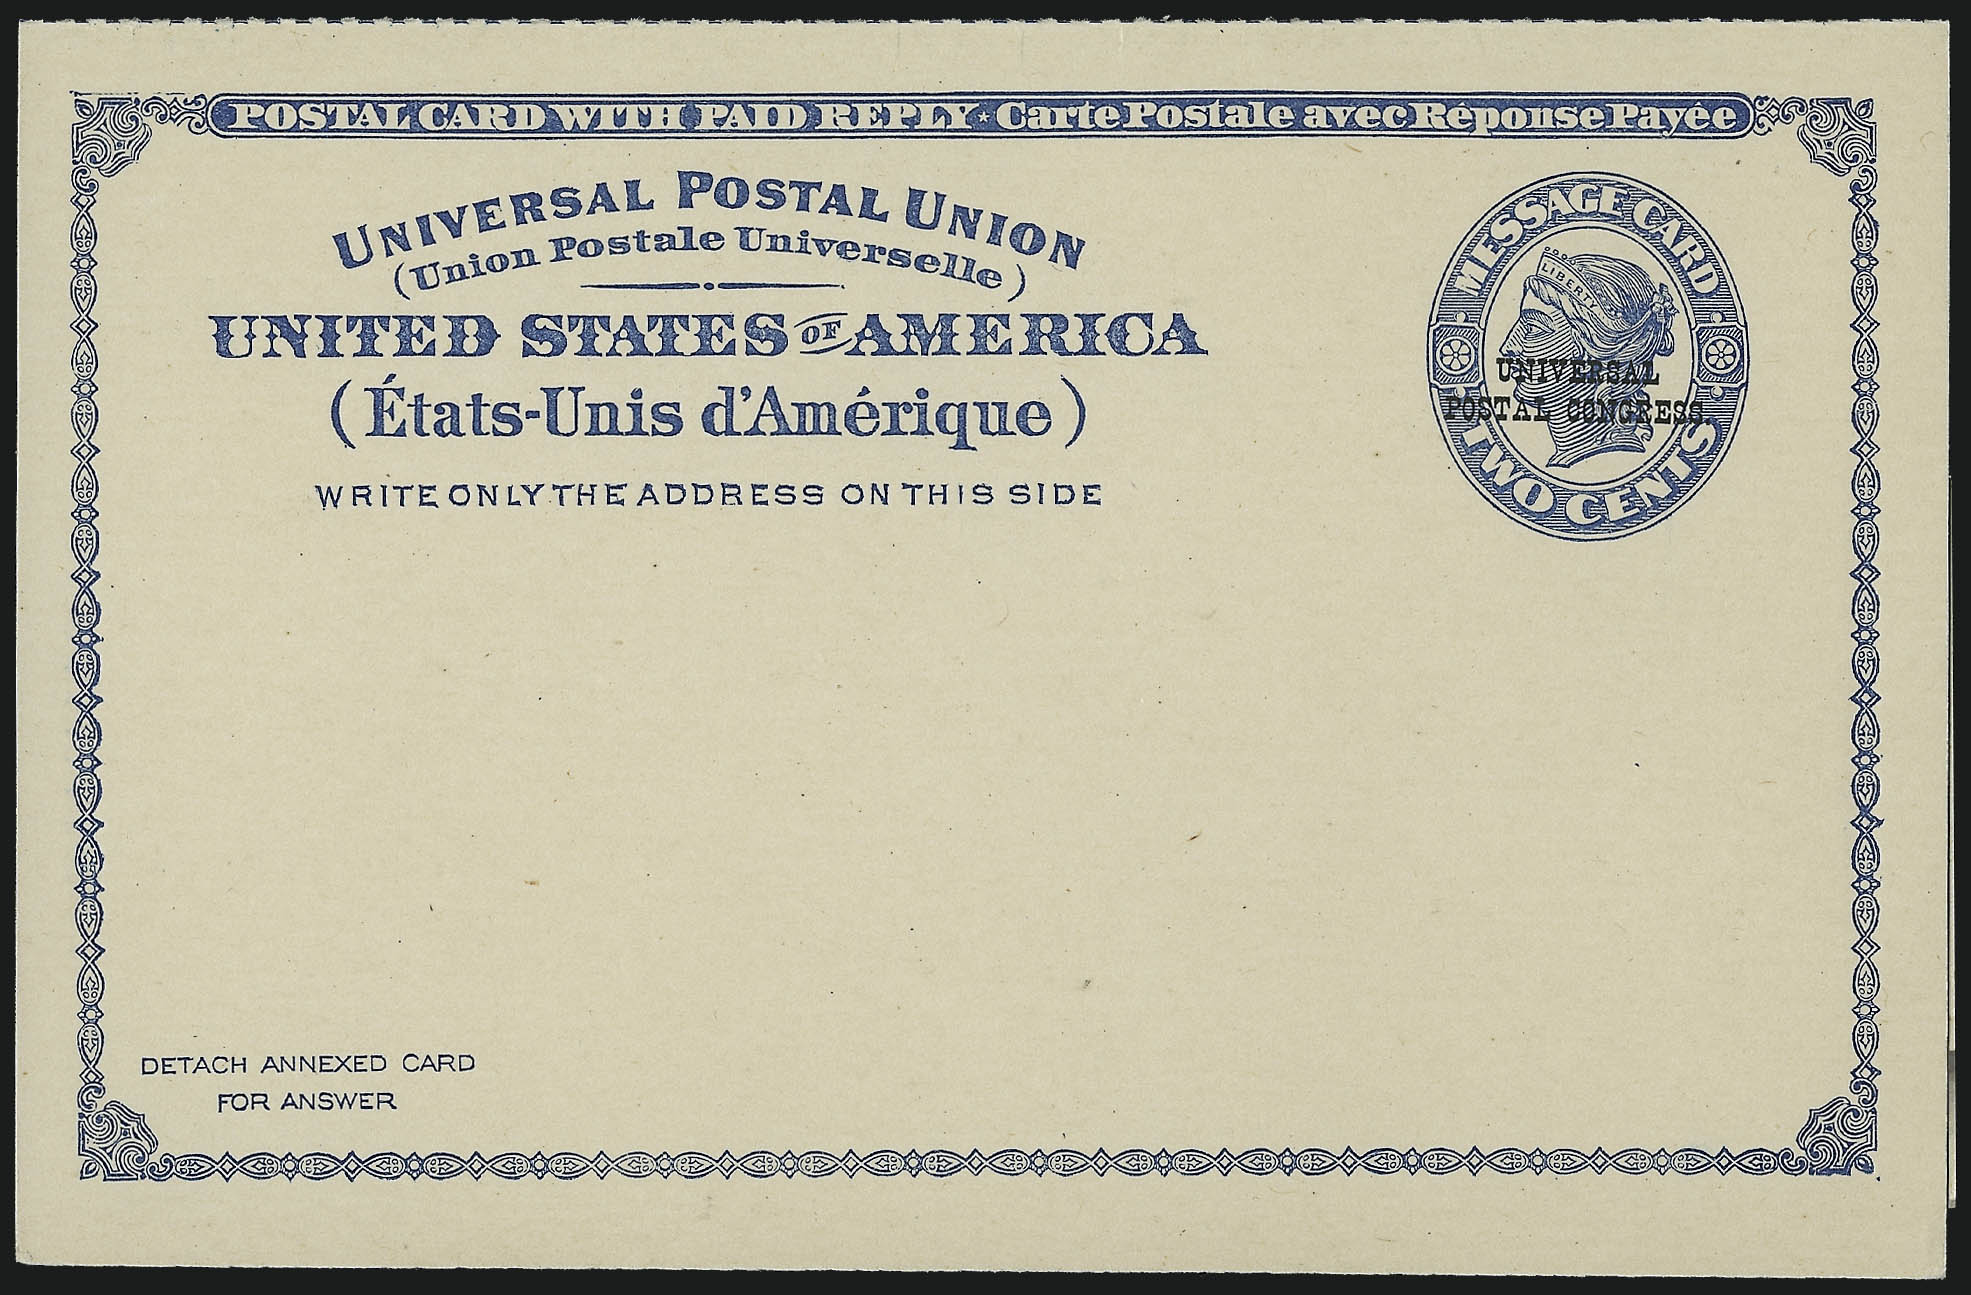 POSTAL CARD WITH PAID REPLY ★ Carte Postale avec Réponse Payée
UNIVERSAL POSTAL UNION
(Union Postale Universelle)
UNITED STATES OF AMERICA
(États-Unis d'Amérique)
WRITE ONLY THE ADDRESS ON THIS SIDE
MESSAGE CARD
LIBERTY
UNIVERSAL
POSTAL CONGRESS.
TWO CENTS
DETACH ANNEXED CARD
FOR ANSWER